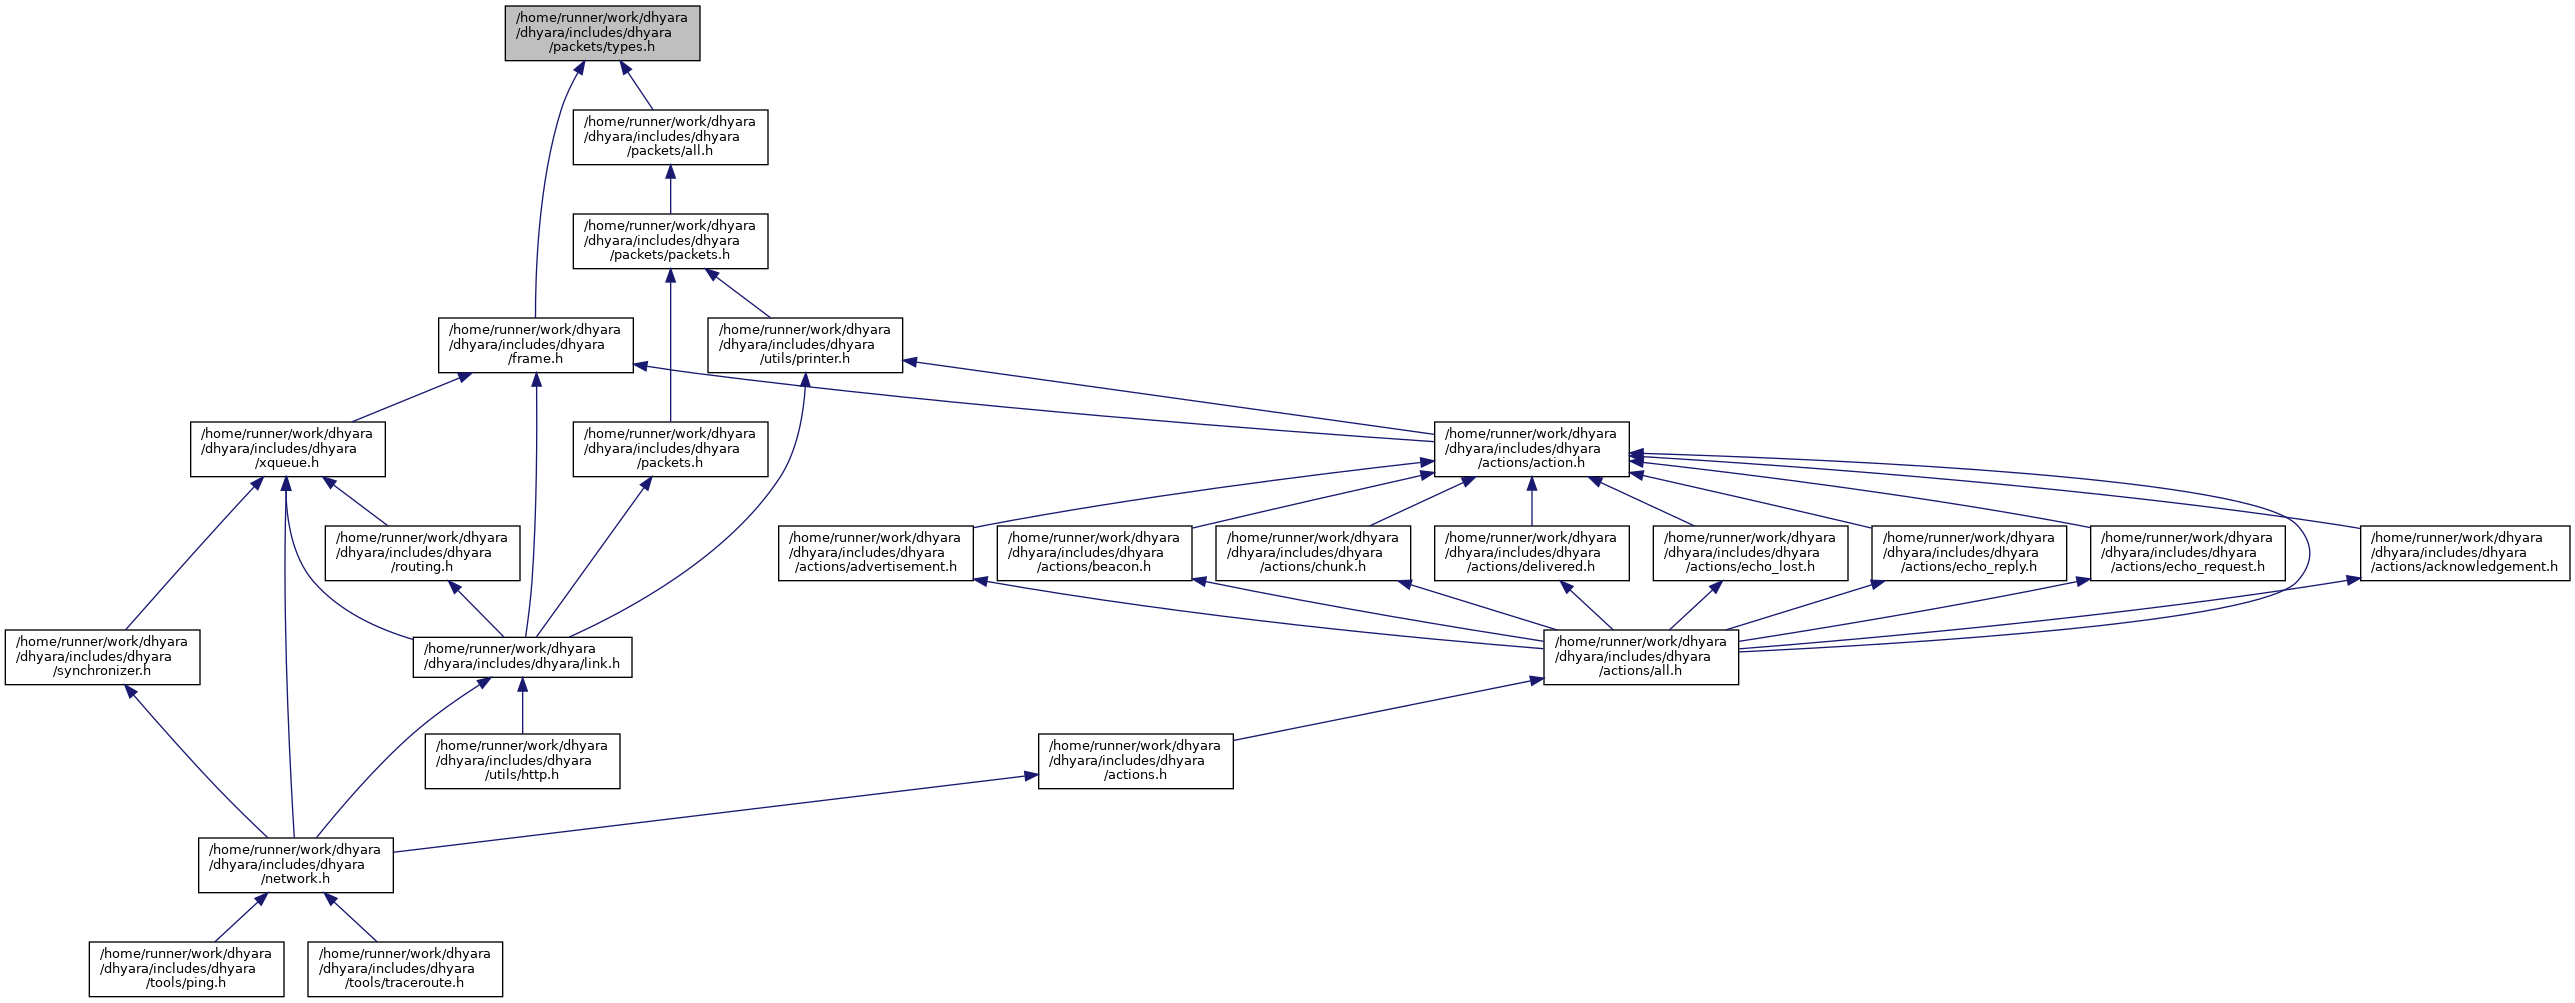 /home/runner/work/dhyara
/dhyara/includes/dhyara
/packets/types.h
/home/runner/work/dhyara
/dhyara/includes/dhyara
/packets/all.h
/home/runner/work/dhyara
/dhyara/includes/dhyara
/packets/packets.h
/home/runner/work/dhyara
/dhyara/includes/dhyara
/frame.h
/home/runner/work/dhyara
/dhyara/includes/dhyara
/utils/printer.h
/home/runner/work/dhyara
/dhyara/includes/dhyara
/xqueue.h
/home/runner/work/dhyara
/dhyara/includes/dhyara
/packets.h
/home/runner/work/dhyara
/dhyara/includes/dhyara
/actions/action.h
/home/runner/work/dhyara
/dhyara/includes/dhyara
/routing.h
/home/runner/work/dhyara
/dhyara/includes/dhyara
/actions/advertisement.h
/home/runner/work/dhyara
/dhyara/includes/dhyara
/actions/beacon.h
/home/runner/work/dhyara
/dhyara/includes/dhyara
/actions/chunk.h
/home/runner/work/dhyara
/dhyara/includes/dhyara
/actions/delivered.h
/home/runner/work/dhyara
/dhyara/includes/dhyara
/actions/echo_lost.h
/home/runner/work/dhyara
/dhyara/includes/dhyara
/actions/echo_reply.h
/home/runner/work/dhyara
/dhyara/includes/dhyara
/actions/echo_request.h
/home/runner/work/dhyara
/dhyara/includes/dhyara
/actions/acknowledgement.h
/home/runner/work/dhyara
/dhyara/includes/dhyara
/synchronizer.h
/home/runner/work/dhyara
/dhyara/includes/dhyara/link.h
/home/runner/work/dhyara
/dhyara/includes/dhyara
/actions/all.h
/home/runner/work/dhyara
/dhyara/includes/dhyara
/utils/http.h
/home/runner/work/dhyara
/dhyara/includes/dhyara
/actions.h
/home/runner/work/dhyara
/dhyara/includes/dhyara
/network.h
/home/runner/work/dhyara
/dhyara/includes/dhyara
/tools/ping.h
/home/runner/work/dhyara
/dhyara/includes/dhyara
/tools/traceroute.h